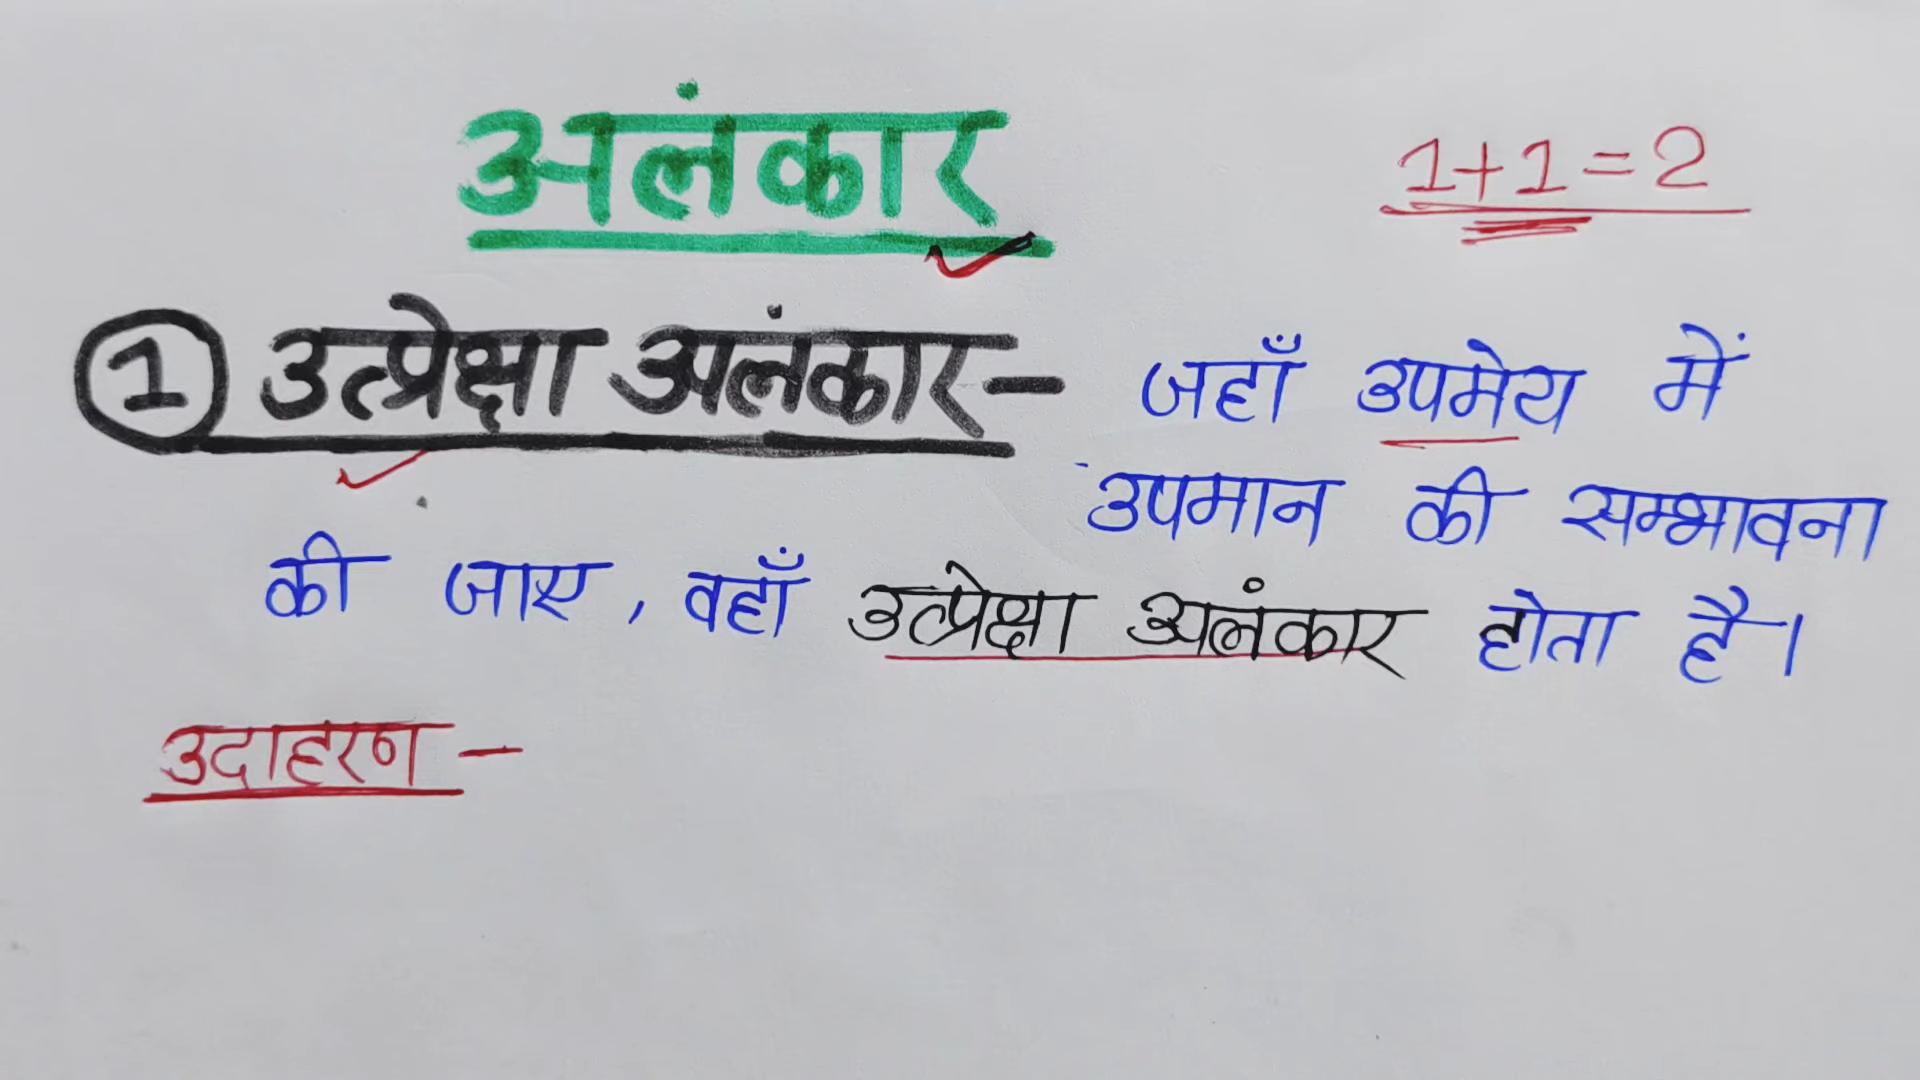 अलंकार
1+1=2
① उत्प्रेक्षा अलंकार— जहाँ उपमेय में
उपमान की सम्भावना
की जाए, वहाँ उत्प्रेक्षा अलंकार होता है।
उदाहरण —